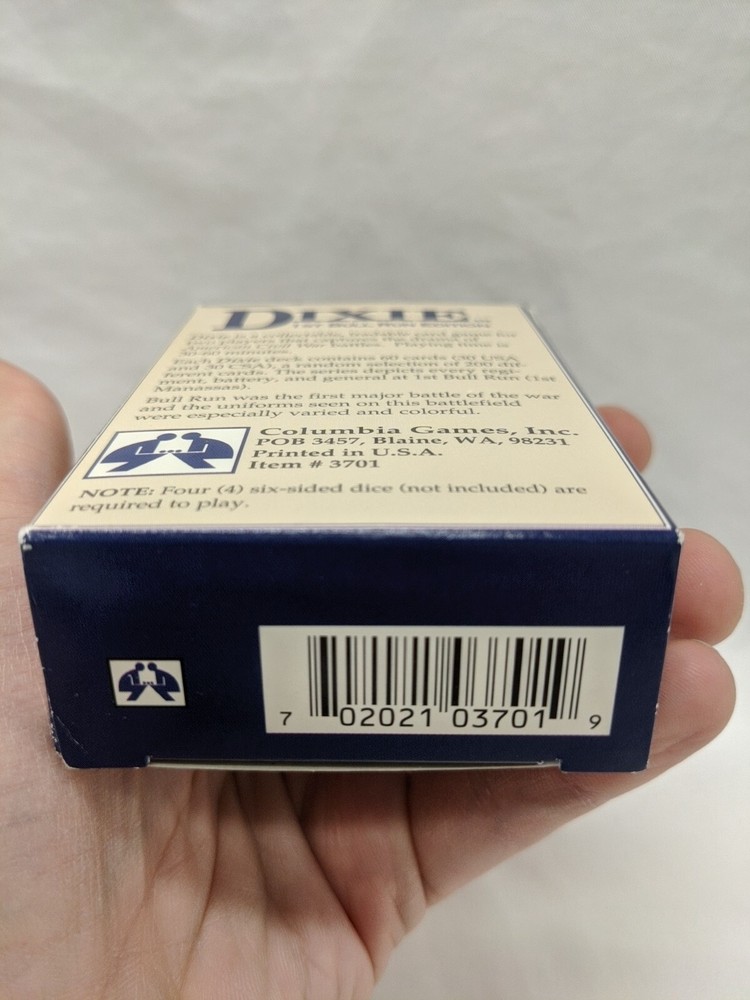 DIXIE™
1ST BULL RUN EDITION
Dixie is a collectable, tradable card game for
two players that captures the drama of
American Civil War battles. Playing time is
30-60 minutes.
Each Dixie deck contains 60 cards (30 USA
and 30 CSA), a random selection of 200 dif-
ferent cards. The series depicts every regi-
ment, battery, and general at 1st Bull Run (1st
Manassas).
Bull Run was the first major battle of the war
and the uniforms seen on this battlefield
were especially varied and colorful.
Columbia Games, Inc.
POB 3457, Blaine, WA, 98231
Printed in U.S.A.
Item # 3701
NOTE: Four (4) six-sided dice (not included) are
required to play.
7 02021 03701 9